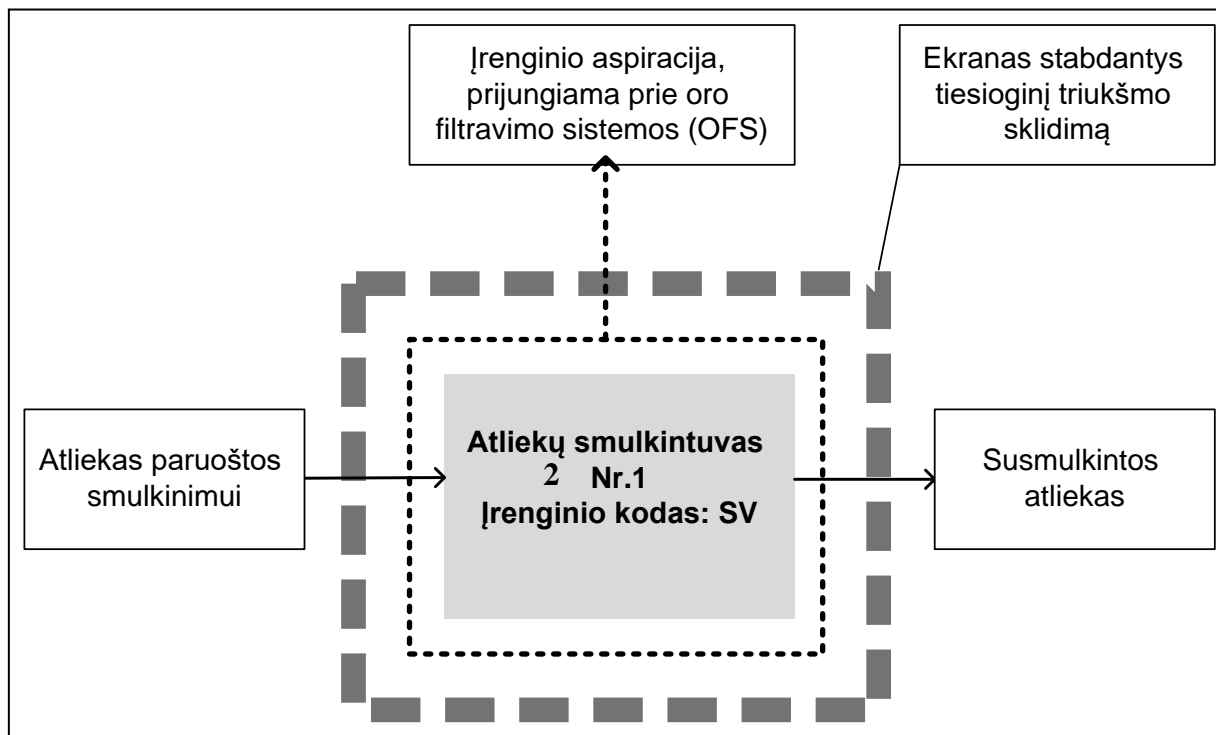 Įrenginio aspiracija,
prijungiama prie oro
filtravimo sistemos (OFS)
Ekranas stabdantys
tiesioginį triukšmo
sklidimą
Atliekas paruoštos
smulkinimui
Atliekų smulkintuvas
2 Nr.1
Įrenginio kodas: SV
Susmulkintos
atliekas